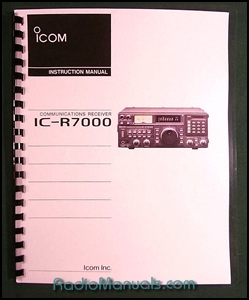 ICOM
INSTRUCTION MANUAL
COMMUNICATIONS RECEIVER
IC-R7000
Icom Inc.
RadioManuals.com